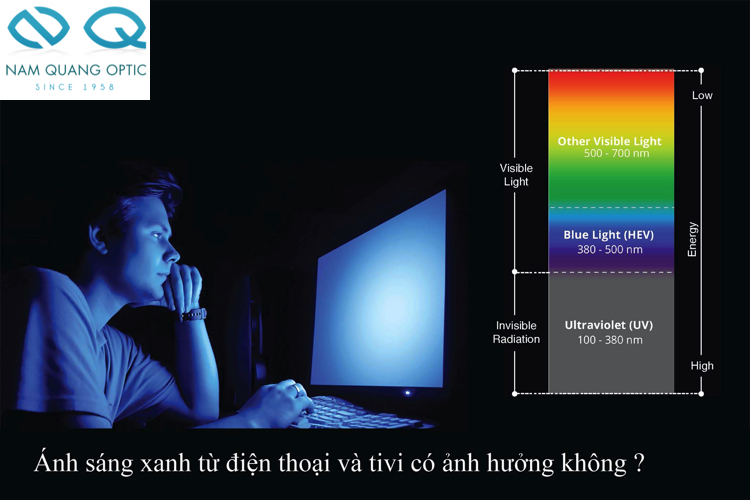 NAM QUANG OPTIC
SINCE 1958
Low
Other Visible Light
500 - 700 nm
Visible
Light
Blue Light (HEV)
380 - 500 nm
Energy
Invisible
Radiation
Ultraviolet (UV)
100 - 380 nm
High
Ánh sáng xanh từ điện thoại và tivi có ảnh hưởng không ?